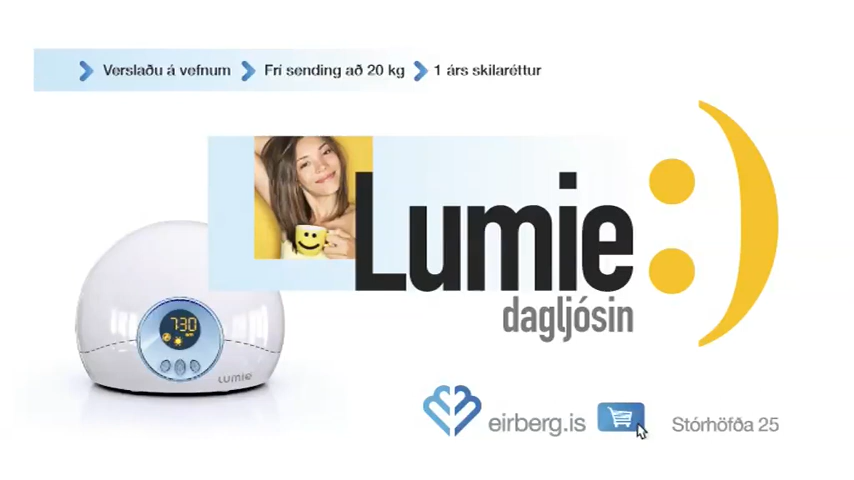 Verslaðu á vefnum
Frí sending að 20 kg
1 árs skilaréttur
Lumie :)
dagljósin
7:30
am
Lumie
eirberg.is
Stórhöfða 25